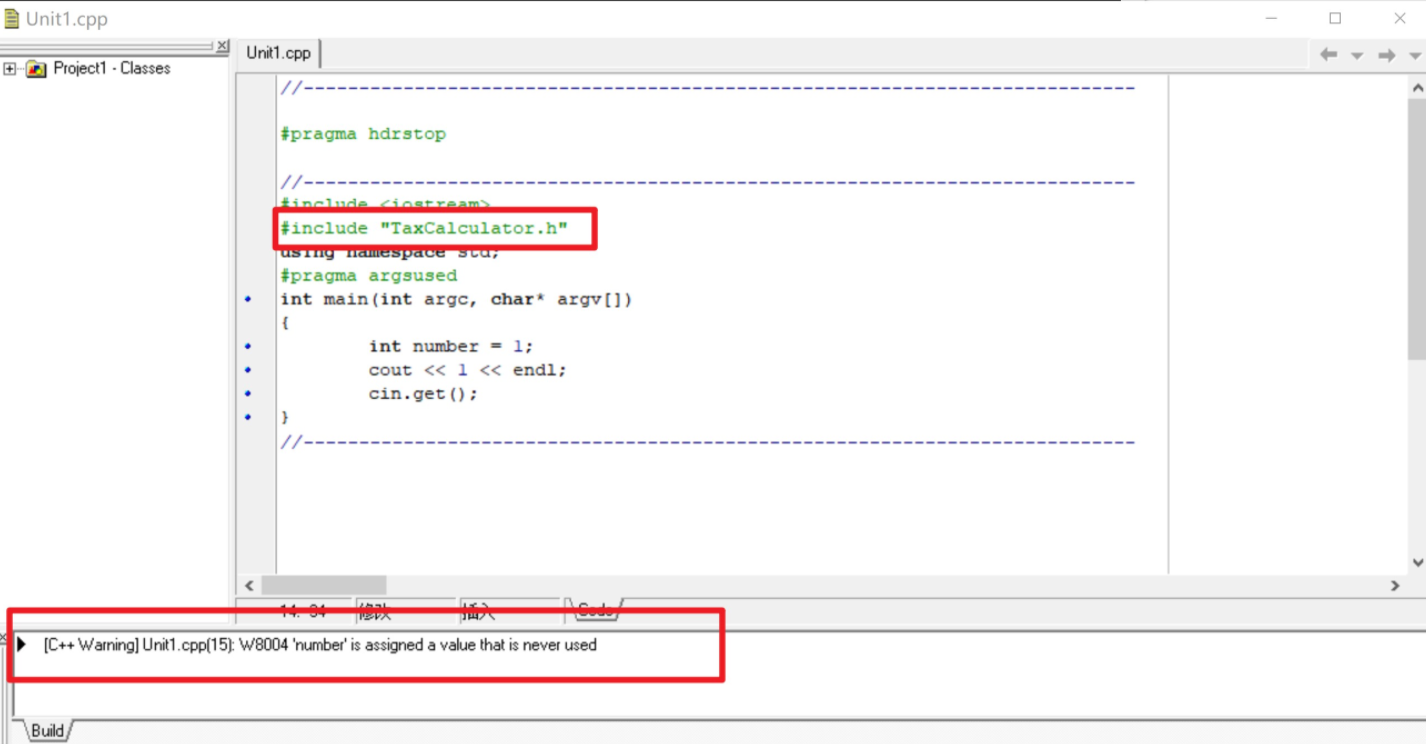 Unit1.cpp
Project1 - Classes
Unit1.cpp
//---------------------------------------------------------------------------
#pragma hdrstop
//---------------------------------------------------------------------------
#include <iostream>
#include "TaxCalculator.h"
using namespace std;
#pragma argsused
int main(int argc, char* argv[])
{
int number = 1;
cout << 1 << endl;
cin.get();
}
//---------------------------------------------------------------------------
14: 34 修改 插入 Code
[C++ Warning] Unit1.cpp(15): W8004 'number' is assigned a value that is never used
Build